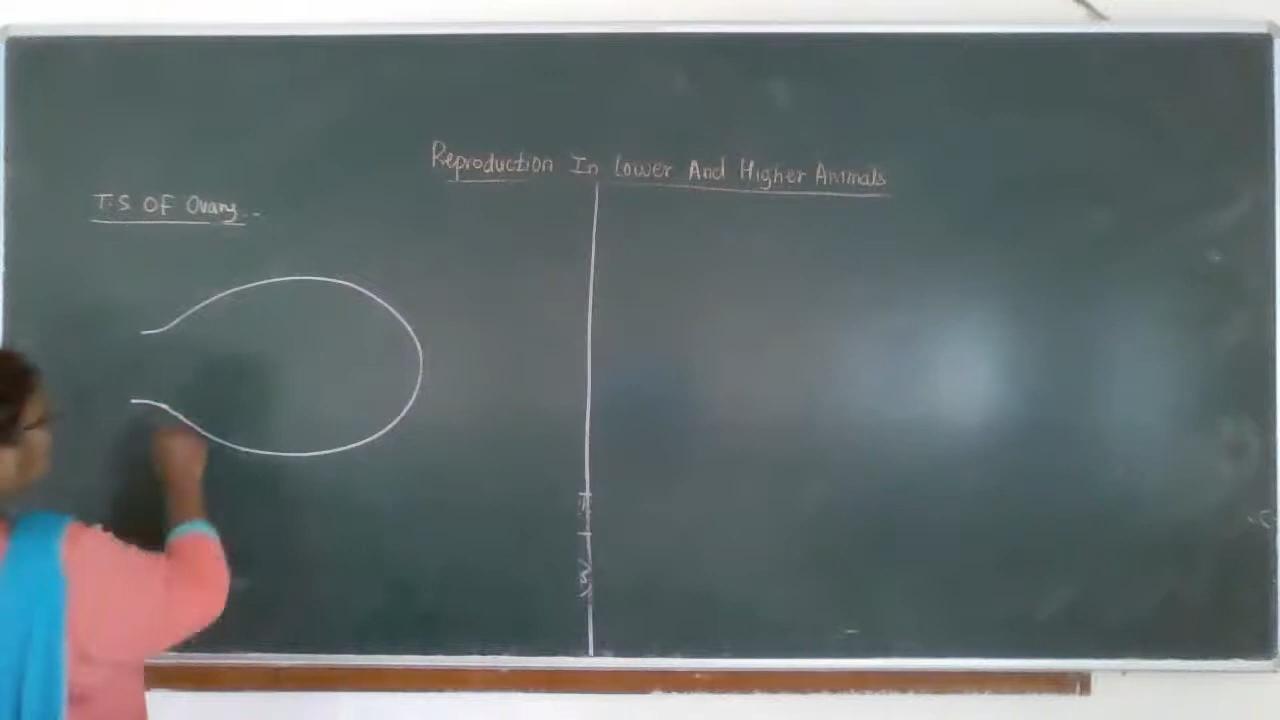 Reproduction In Lower And Higher Animals
T.S OF Ovary...